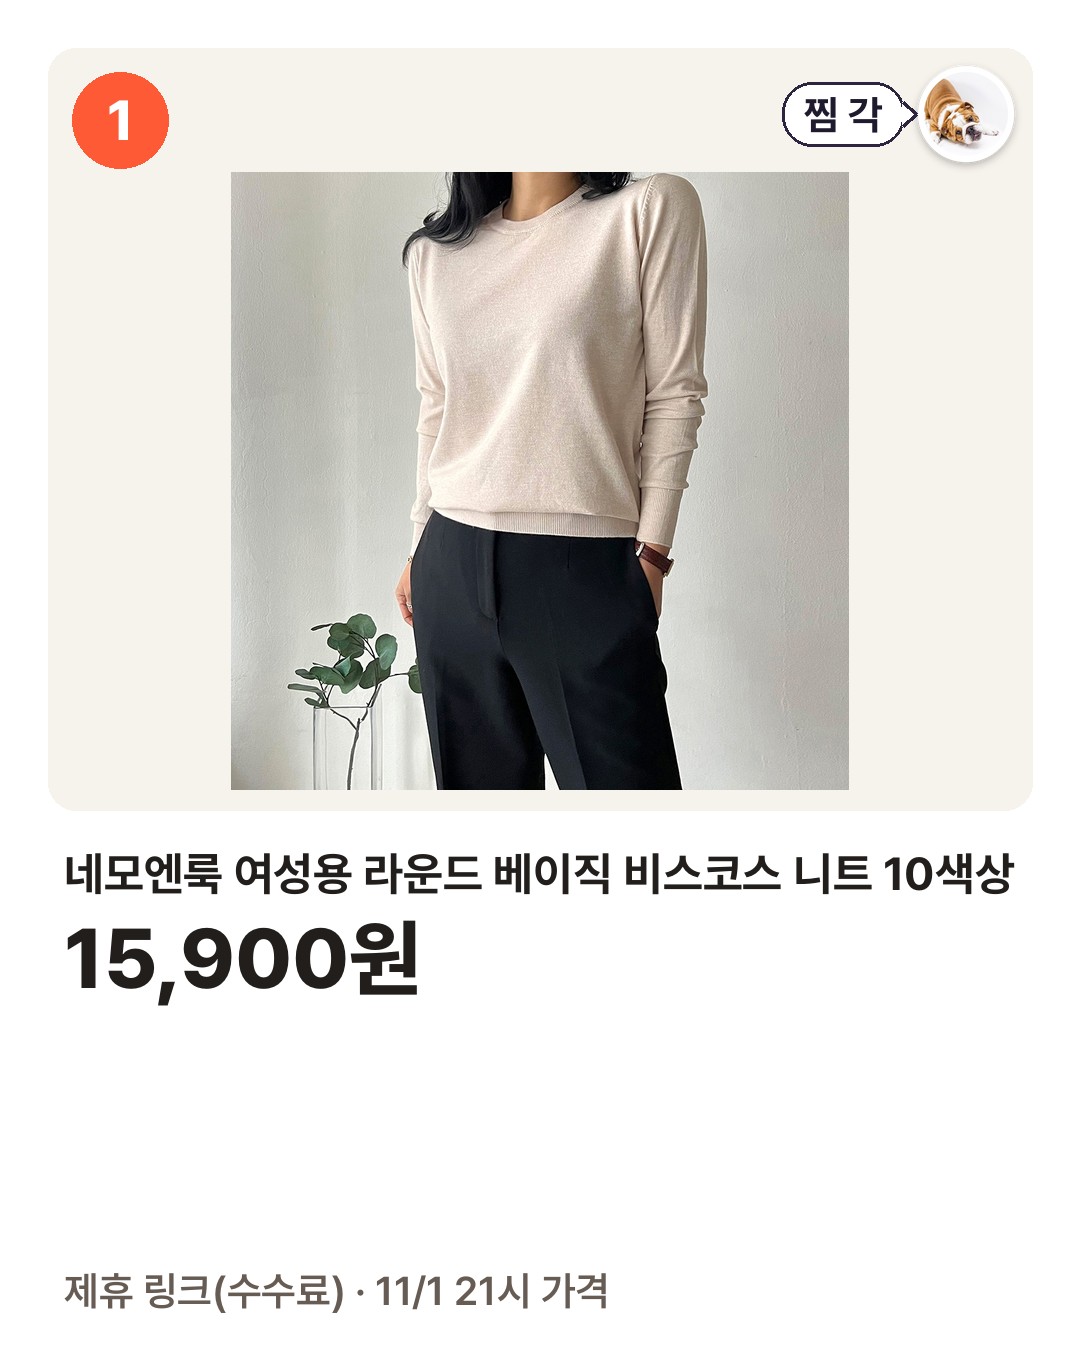 1
찜 각
네모엔룩 여성용 라운드 베이직 비스코스 니트 10색상
15,900원
제휴 링크(수수료) · 11/1 21시 가격